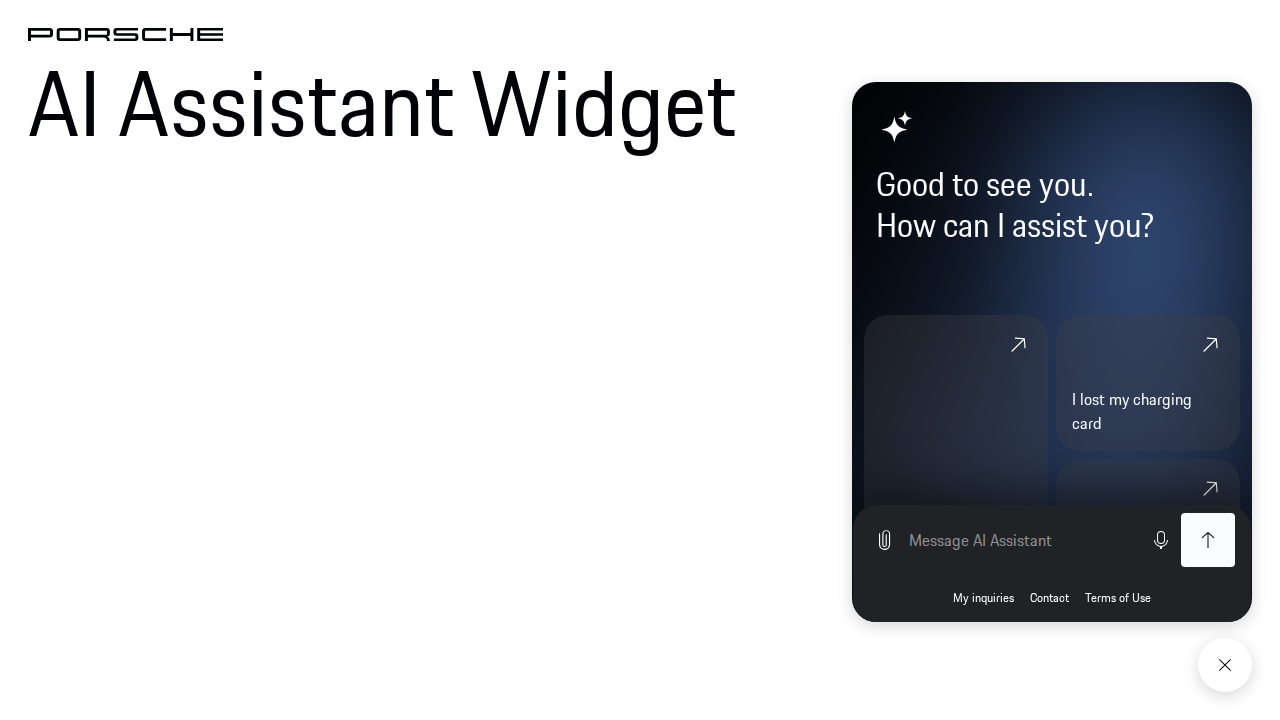 PORSCHE
AI Assistant Widget
Good to see you.
How can I assist you?
I lost my charging
card
Message AI Assistant
My inquiries Contact Terms of Use